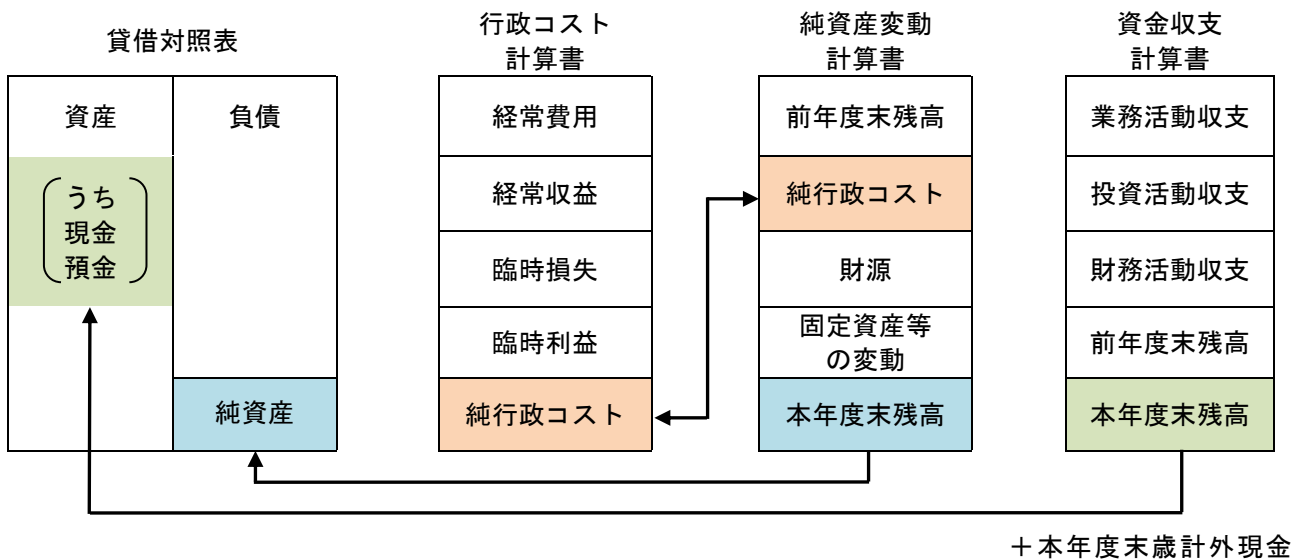 貸借対照表
資産
負債
うち
現金
預金
純資産
行政コスト
計算書
経常費用
経常収益
臨時損失
臨時利益
純行政コスト
純資産変動
計算書
前年度末残高
純行政コスト
財源
固定資産等
の変動
本年度末残高
資金収支
計算書
業務活動収支
投資活動収支
財務活動収支
前年度末残高
本年度末残高
＋本年度末歳計外現金